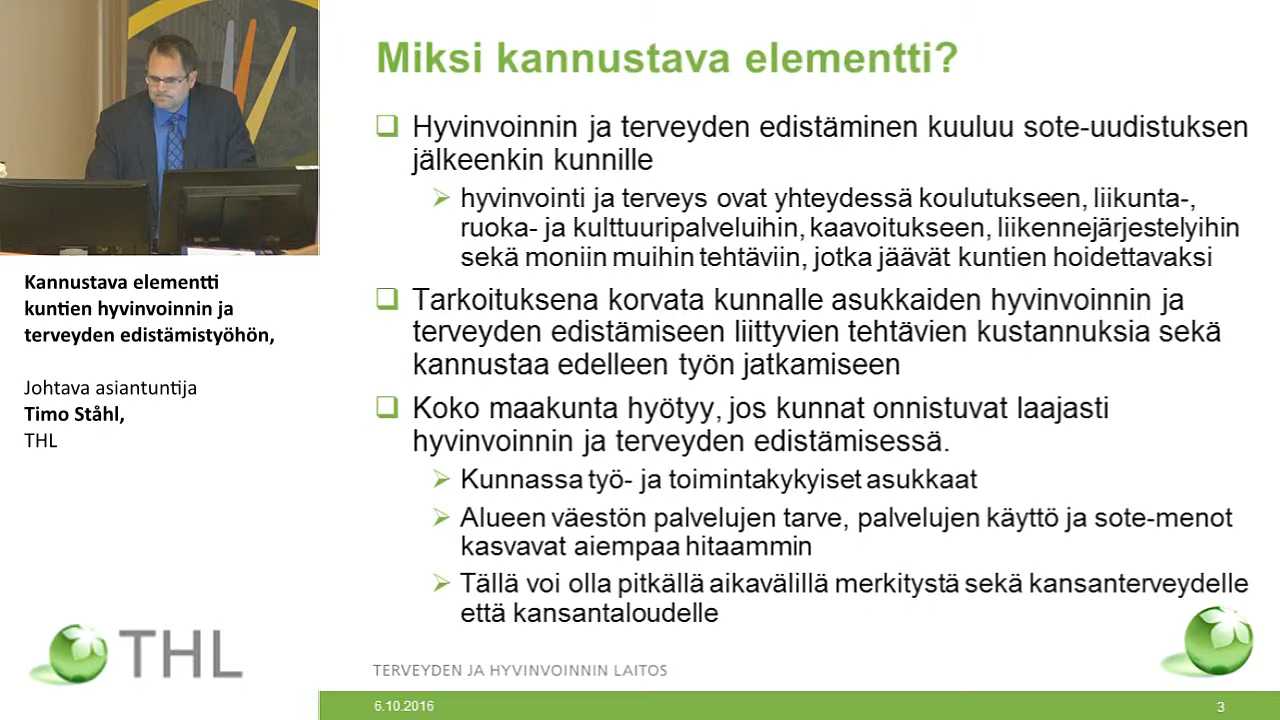 Miksi kannustava elementti?
Hyvinvoinnin ja terveyden edistäminen kuuluu sote-uudistuksen
jälkeenkin kunnille
hyvinvointi ja terveys ovat yhteydessä koulutukseen, liikunta-,
ruoka- ja kulttuuripalveluihin, kaavoitukseen, liikennejärjestelyihin
sekä moniin muihin tehtäviin, jotka jäävät kuntien hoidettavaksi
Tarkoituksena korvata kunnalle asukkaiden hyvinvoinnin ja
terveyden edistämiseen liittyvien tehtävien kustannuksia sekä
kannustaa edelleen työn jatkamiseen
Koko maakunta hyötyy, jos kunnat onnistuvat laajasti
hyvinvoinnin ja terveyden edistämisessä.
Kunnassa työ- ja toimintakykyiset asukkaat
Alueen väestön palvelujen tarve, palvelujen käyttö ja sote-menot
kasvavat aiempaa hitaammin
Tällä voi olla pitkällä aikavälillä merkitystä sekä kansanterveydelle
että kansantaloudelle
Kannustava elementti
kuntien hyvinvoinnin ja
terveyden edistämistyöhön,
Johtava asiantuntija
Timo Ståhl,
THL
THL
TERVEYDEN JA HYVINVOINNIN LAITOS
6.10.2016
3